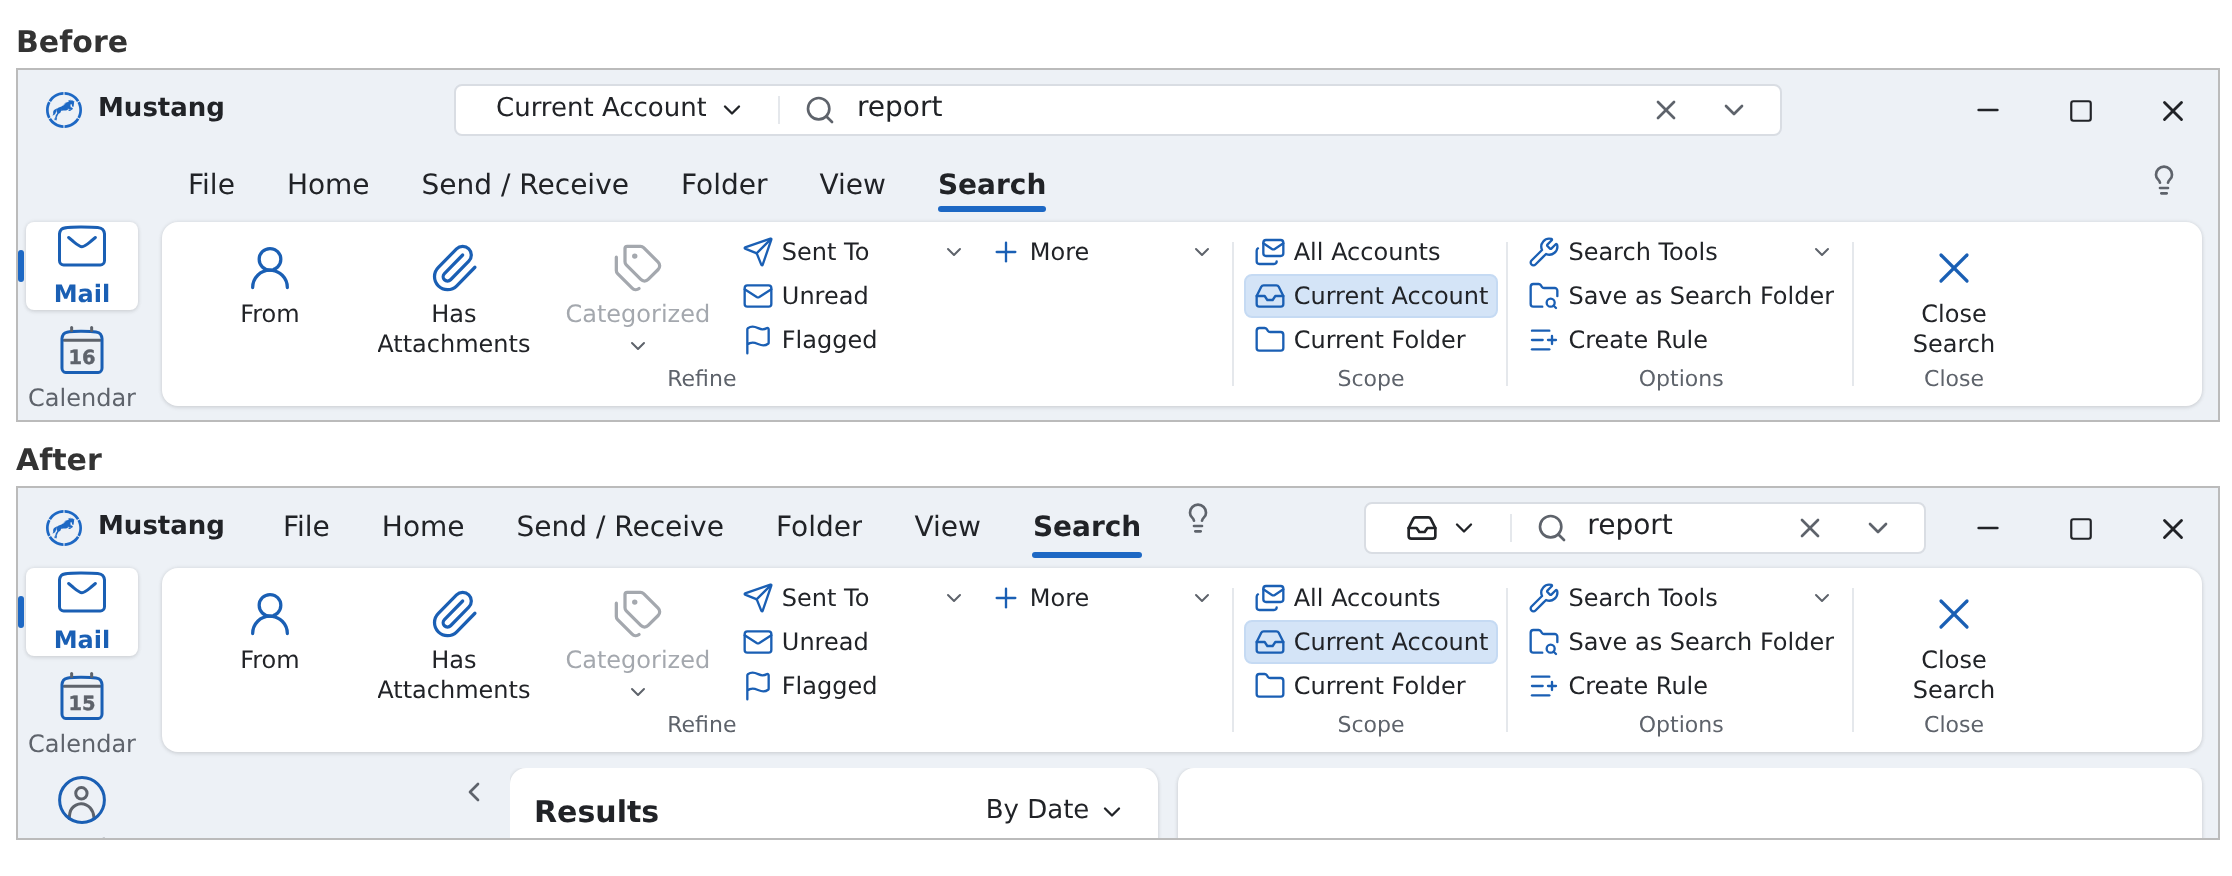 Before
Mustang
Current Account
report
File Home Send / Receive Folder View Search
Mail
16
Calendar
From
Has
Attachments
Categorized
Sent To
Unread
Flagged
More
Refine
All Accounts
Current Account
Current Folder
Scope
Search Tools
Save as Search Folder
Create Rule
Options
Close
Search
Close
After
Mustang File Home Send / Receive Folder View Search
report
Mail
15
Calendar
From
Has
Attachments
Categorized
Sent To
Unread
Flagged
More
Refine
All Accounts
Current Account
Current Folder
Scope
Search Tools
Save as Search Folder
Create Rule
Options
Close
Search
Close
Results
By Date